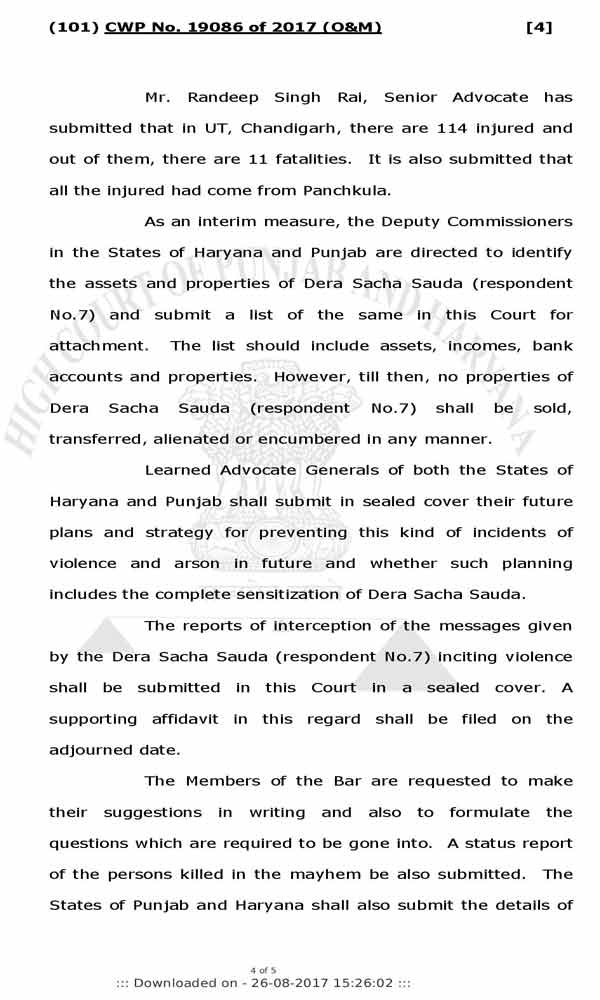 (101) CWP No. 19086 of 2017 (O&M) [4]
Mr. Randeep Singh Rai, Senior Advocate has
submitted that in UT, Chandigarh, there are 114 injured and
out of them, there are 11 fatalities. It is also submitted that
all the injured had come from Panchkula.
As an interim measure, the Deputy Commissioners
in the States of Haryana and Punjab are directed to identify
the assets and properties of Dera Sacha Sauda (respondent
No.7) and submit a list of the same in this Court for
attachment. The list should include assets, incomes, bank
accounts and properties. However, till then, no properties of
Dera Sacha Sauda (respondent No.7) shall be sold,
transferred, alienated or encumbered in any manner.
Learned Advocate Generals of both the States of
Haryana and Punjab shall submit in sealed cover their future
plans and strategy for preventing this kind of incidents of
violence and arson in future and whether such planning
includes the complete sensitization of Dera Sacha Sauda.
The reports of interception of the messages given
by the Dera Sacha Sauda (respondent No.7) inciting violence
shall be submitted in this Court in a sealed cover. A
supporting affidavit in this regard shall be filed on the
adjourned date.
The Members of the Bar are requested to make
their suggestions in writing and also to formulate the
questions which are required to be gone into. A status report
of the persons killed in the mayhem be also submitted. The
States of Punjab and Haryana shall also submit the details of
HIGH COURT OF PUNJAB AND HARYANA
4 of 5
::: Downloaded on - 26-08-2017 15:26:02 :::